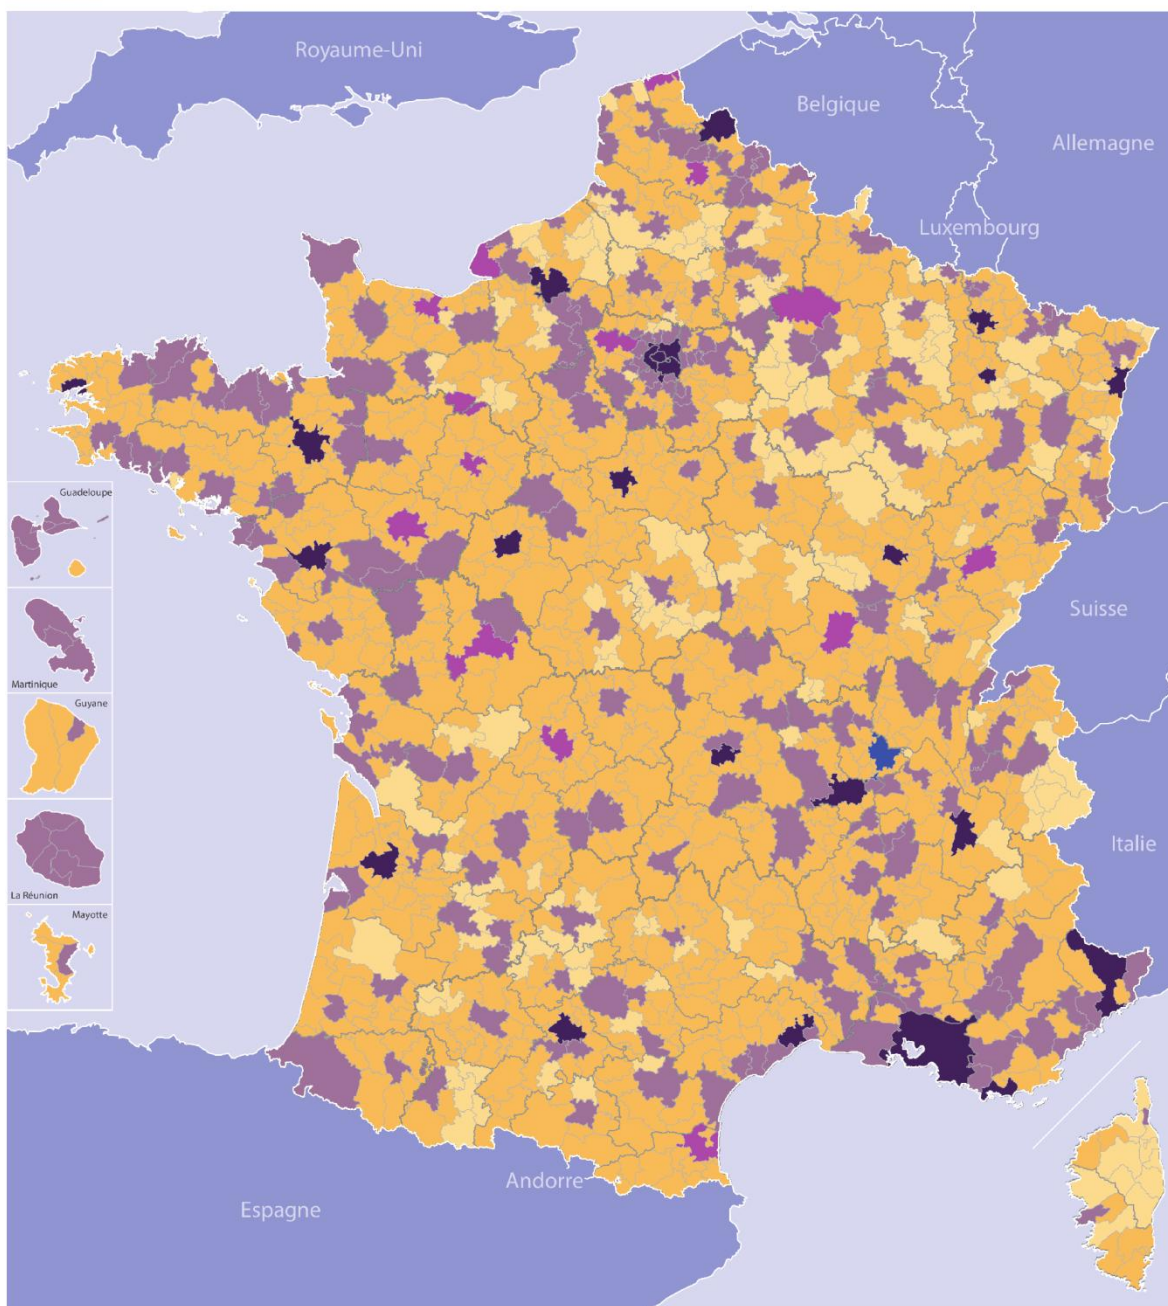 Royaume-Uni
Belgique
Allemagne
Luxembourg
Guadeloupe
Martinique
Suisse
Guyane
Italie
La Réunion
Mayotte
Andorre
Espagne